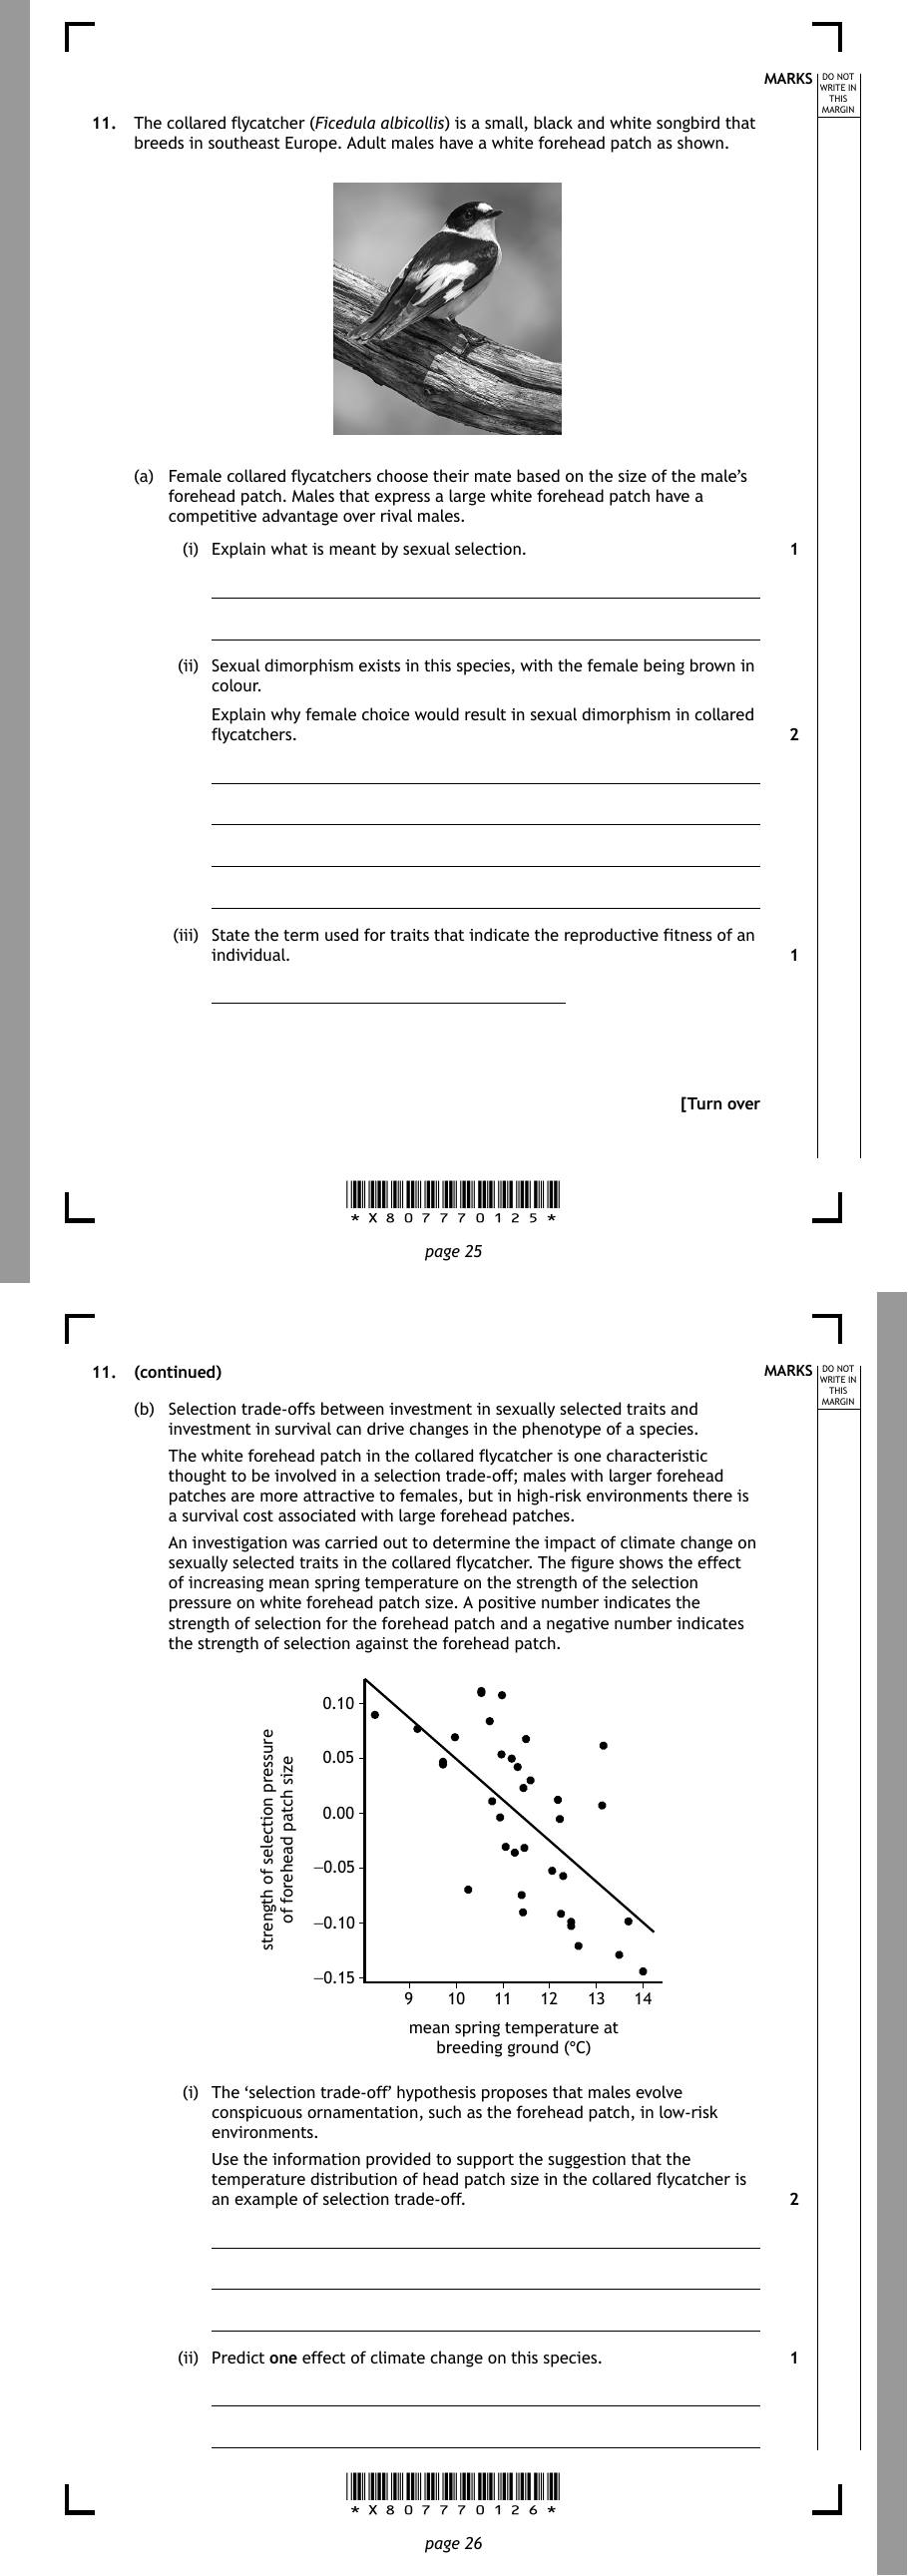 MARKS
DO NOT
WRITE IN
THIS
MARGIN
11. The collared flycatcher (Ficedula albicollis) is a small, black and white songbird that
breeds in southeast Europe. Adult males have a white forehead patch as shown.
(a) Female collared flycatchers choose their mate based on the size of the male’s
forehead patch. Males that express a large white forehead patch have a
competitive advantage over rival males.
(i) Explain what is meant by sexual selection. 1
(ii) Sexual dimorphism exists in this species, with the female being brown in
colour.
Explain why female choice would result in sexual dimorphism in collared
flycatchers. 2
(iii) State the term used for traits that indicate the reproductive fitness of an
individual. 1
[Turn over
* X 8 0 7 7 7 0 1 2 5 *
page 25
MARKS
DO NOT
WRITE IN
THIS
MARGIN
11. (continued)
(b) Selection trade-offs between investment in sexually selected traits and
investment in survival can drive changes in the phenotype of a species.
The white forehead patch in the collared flycatcher is one characteristic
thought to be involved in a selection trade-off; males with larger forehead
patches are more attractive to females, but in high-risk environments there is
a survival cost associated with large forehead patches.
An investigation was carried out to determine the impact of climate change on
sexually selected traits in the collared flycatcher. The figure shows the effect
of increasing mean spring temperature on the strength of the selection
pressure on white forehead patch size. A positive number indicates the
strength of selection for the forehead patch and a negative number indicates
the strength of selection against the forehead patch.
strength of selection pressure
of forehead patch size
0.10
0.05
0.00
−0.05
−0.10
−0.15
9 10 11 12 13 14
mean spring temperature at
breeding ground (°C)
(i) The ‘selection trade-off’ hypothesis proposes that males evolve
conspicuous ornamentation, such as the forehead patch, in low-risk
environments.
Use the information provided to support the suggestion that the
temperature distribution of head patch size in the collared flycatcher is
an example of selection trade-off. 2
(ii) Predict one effect of climate change on this species. 1
* X 8 0 7 7 7 0 1 2 6 *
page 26